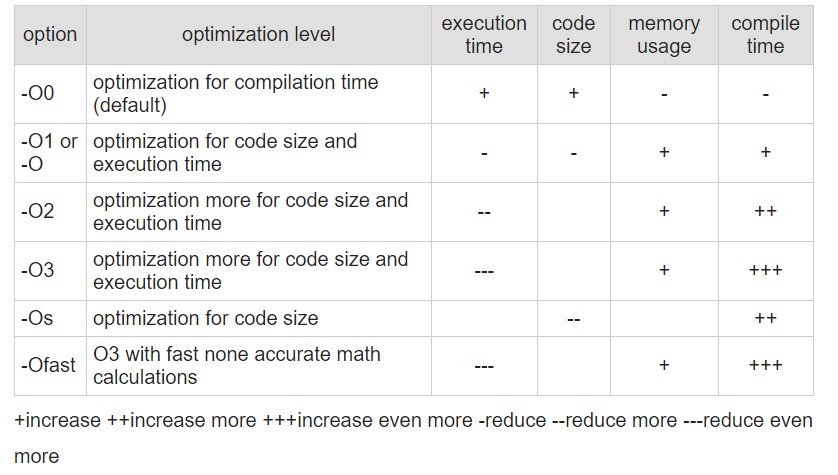 option optimization level execution time code size memory usage compile time
-O0 optimization for compilation time (default) + + - -
-O1 or -O optimization for code size and execution time - - + +
-O2 optimization more for code size and execution time -- + ++
-O3 optimization more for code size and execution time --- + +++
-Os optimization for code size -- ++
-Ofast O3 with fast none accurate math calculations --- + +++
+increase ++increase more +++increase even more -reduce --reduce more ---reduce even
more